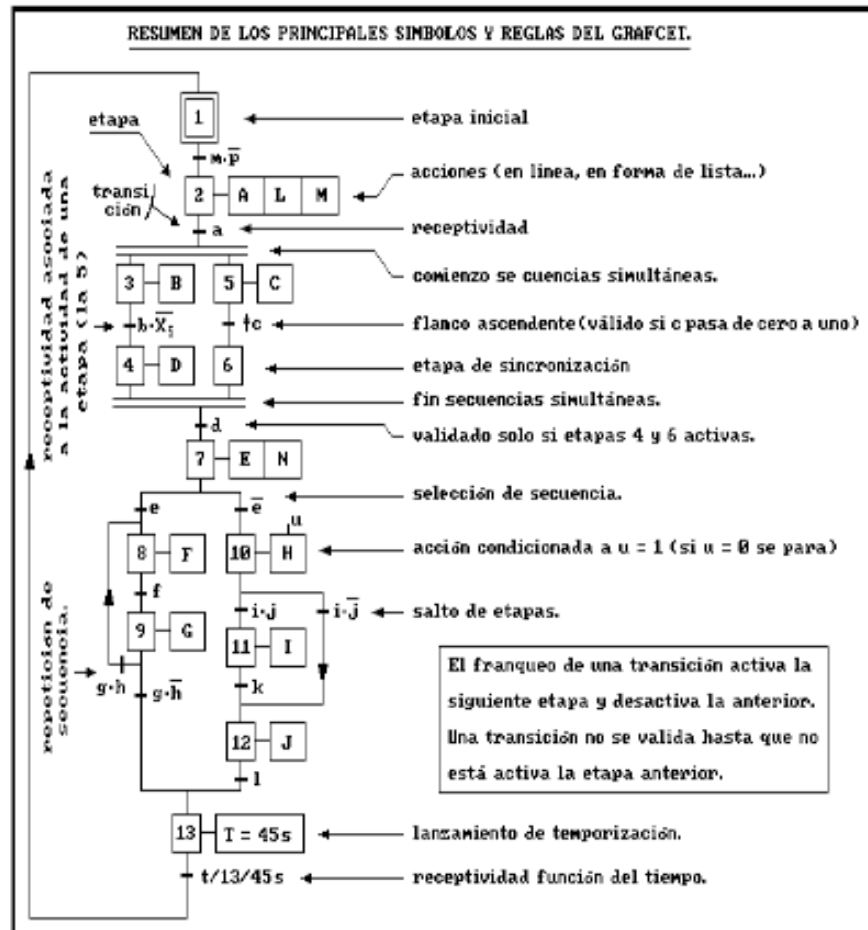 RESUMEN DE LOS PRINCIPALES SIMBOLOS Y REGLAS DEL GRAFCET.
1
etapa inicial
etapa
m·p̅
acciones (en linea, en forma de lista...)
2 A L M
transi
ción
a
receptividad
comienzo se cuencias simultáneas.
3 B 5 C
receptividad asociada
a la actividad de una
etapa (la 5)
b·X̅₅
↑c
flanco ascendente (válido si c pasa de cero a uno)
4 D 6
etapa de sincronización
fin secuencias simultáneas.
d
validado solo si etapas 4 y 6 activas.
7 E N
selección de secuencia.
e
e̅
u
8 F 10 H
acción condicionada a u = 1 (si u = 0 se para)
f
i·j
i·j̅
salto de etapas.
repetición de
secuencia.
9 G 11 I
g·h
g·h̅
k
El franqueo de una transición activa la
siguiente etapa y desactiva la anterior.
Una transición no se valida hasta que no
está activa la etapa anterior.
12 J
l
13 T = 45s
lanzamiento de temporización.
t/13/45s
receptividad función del tiempo.